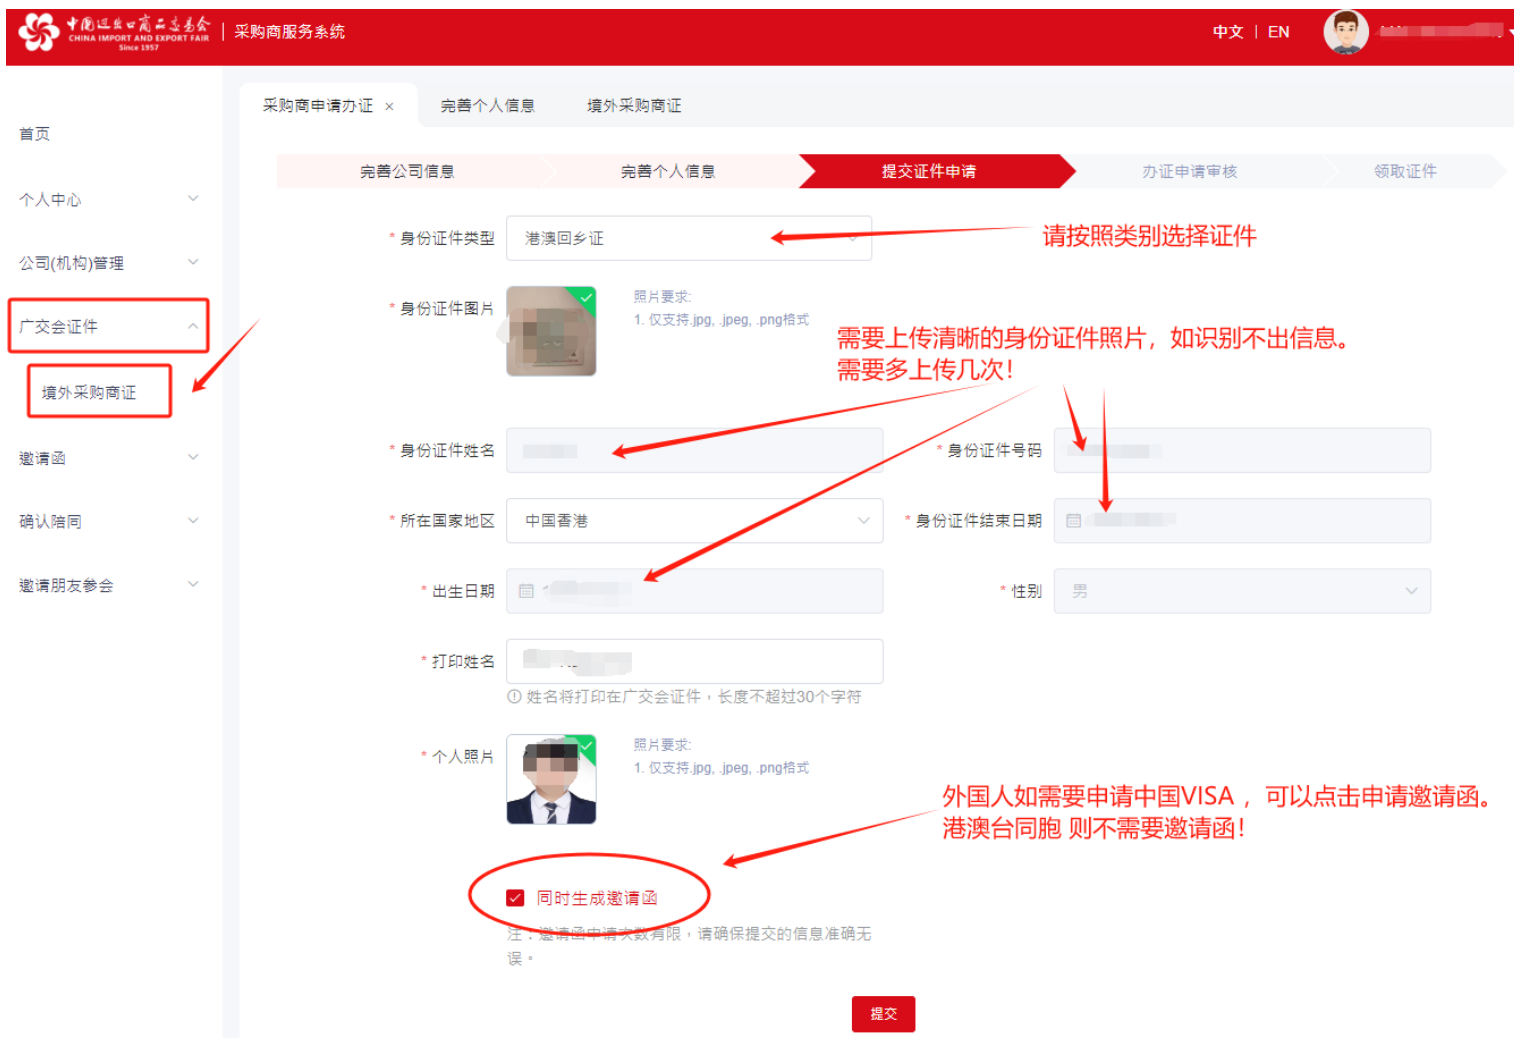 中国进出口商品交易会
CHINA IMPORT AND EXPORT FAIR
Since 1957
采购商服务系统
中文 | EN
采购商申请办证 ×
完善个人信息
境外采购商证
首页
个人中心
公司(机构)管理
广交会证件
境外采购商证
邀请函
确认陪同
邀请朋友参会
完善公司信息
完善个人信息
提交证件申请
办证申请审核
领取证件
* 身份证件类型
港澳回乡证
请按照类别选择证件
* 身份证件图片
照片要求:
1. 仅支持.jpg, .jpeg, .png格式
需要上传清晰的身份证件照片，如识别不出信息。
需要多上传几次！
* 身份证件姓名
* 身份证件号码
* 所在国家地区
中国香港
* 身份证件结束日期
* 出生日期
* 性别
男
* 打印姓名
姓名将打印在广交会证件，长度不超过30个字符
* 个人照片
照片要求:
1. 仅支持.jpg, .jpeg, .png格式
外国人如需要申请中国VISA ，可以点击申请邀请函。
港澳台同胞 则不需要邀请函！
同时生成邀请函
注：邀请函申请次数有限，请确保提交的信息准确无
误。
提交